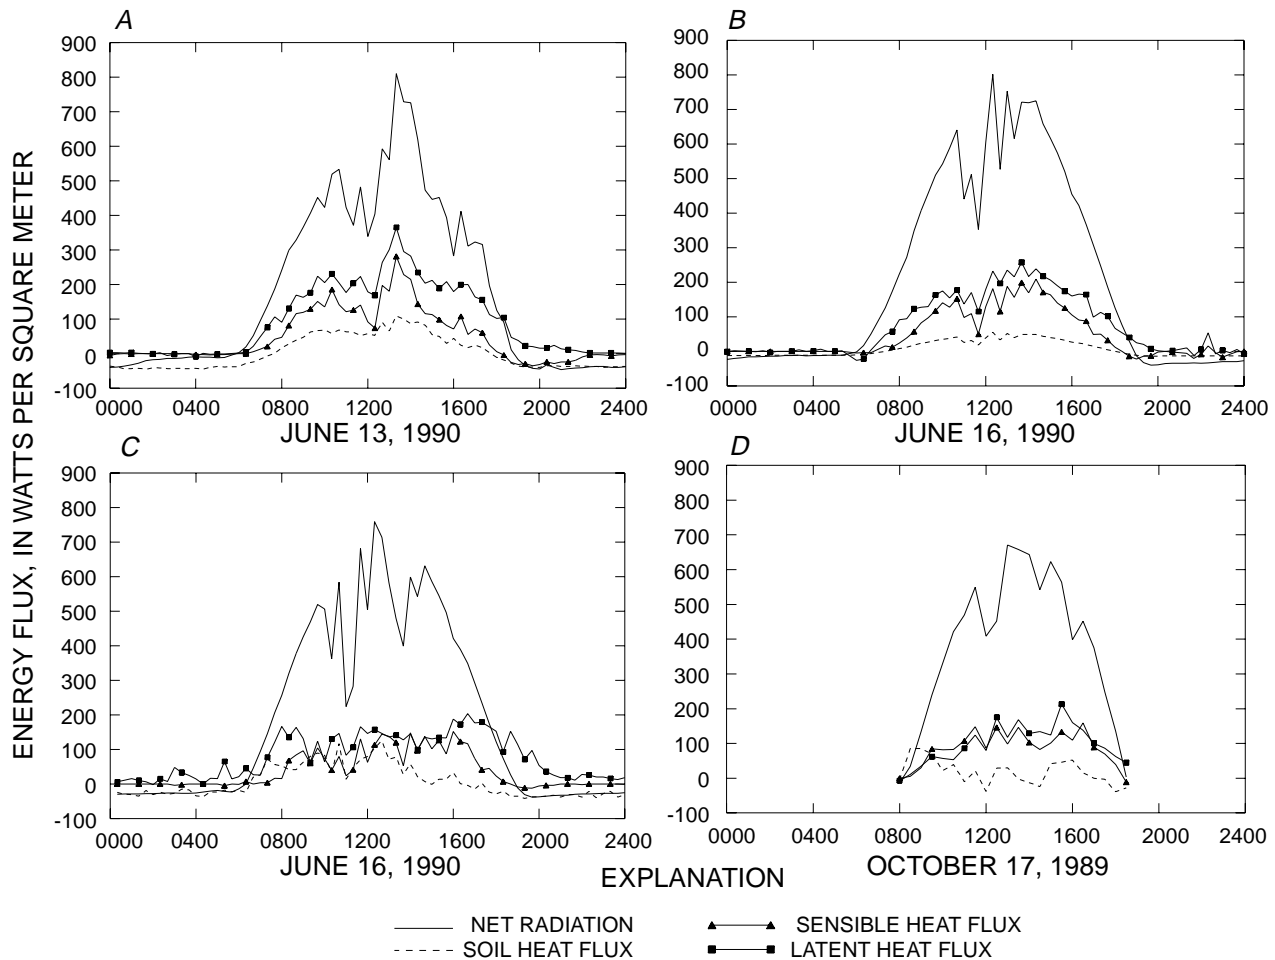 A
B
900
800
700
600
500
400
300
200
100
0
-100
0000 0400 0800 1200 1600 2000 2400
JUNE 13, 1990
900
800
700
600
500
400
300
200
100
0
-100
0000 0400 0800 1200 1600 2000 2400
JUNE 16, 1990
ENERGY FLUX, IN WATTS PER SQUARE METER
C
D
900
800
700
600
500
400
300
200
100
0
-100
0000 0400 0800 1200 1600 2000 2400
JUNE 16, 1990
900
800
700
600
500
400
300
200
100
0
-100
0000 0400 0800 1200 1600 2000 2400
OCTOBER 17, 1989
EXPLANATION
NET RADIATION
SENSIBLE HEAT FLUX
SOIL HEAT FLUX
LATENT HEAT FLUX